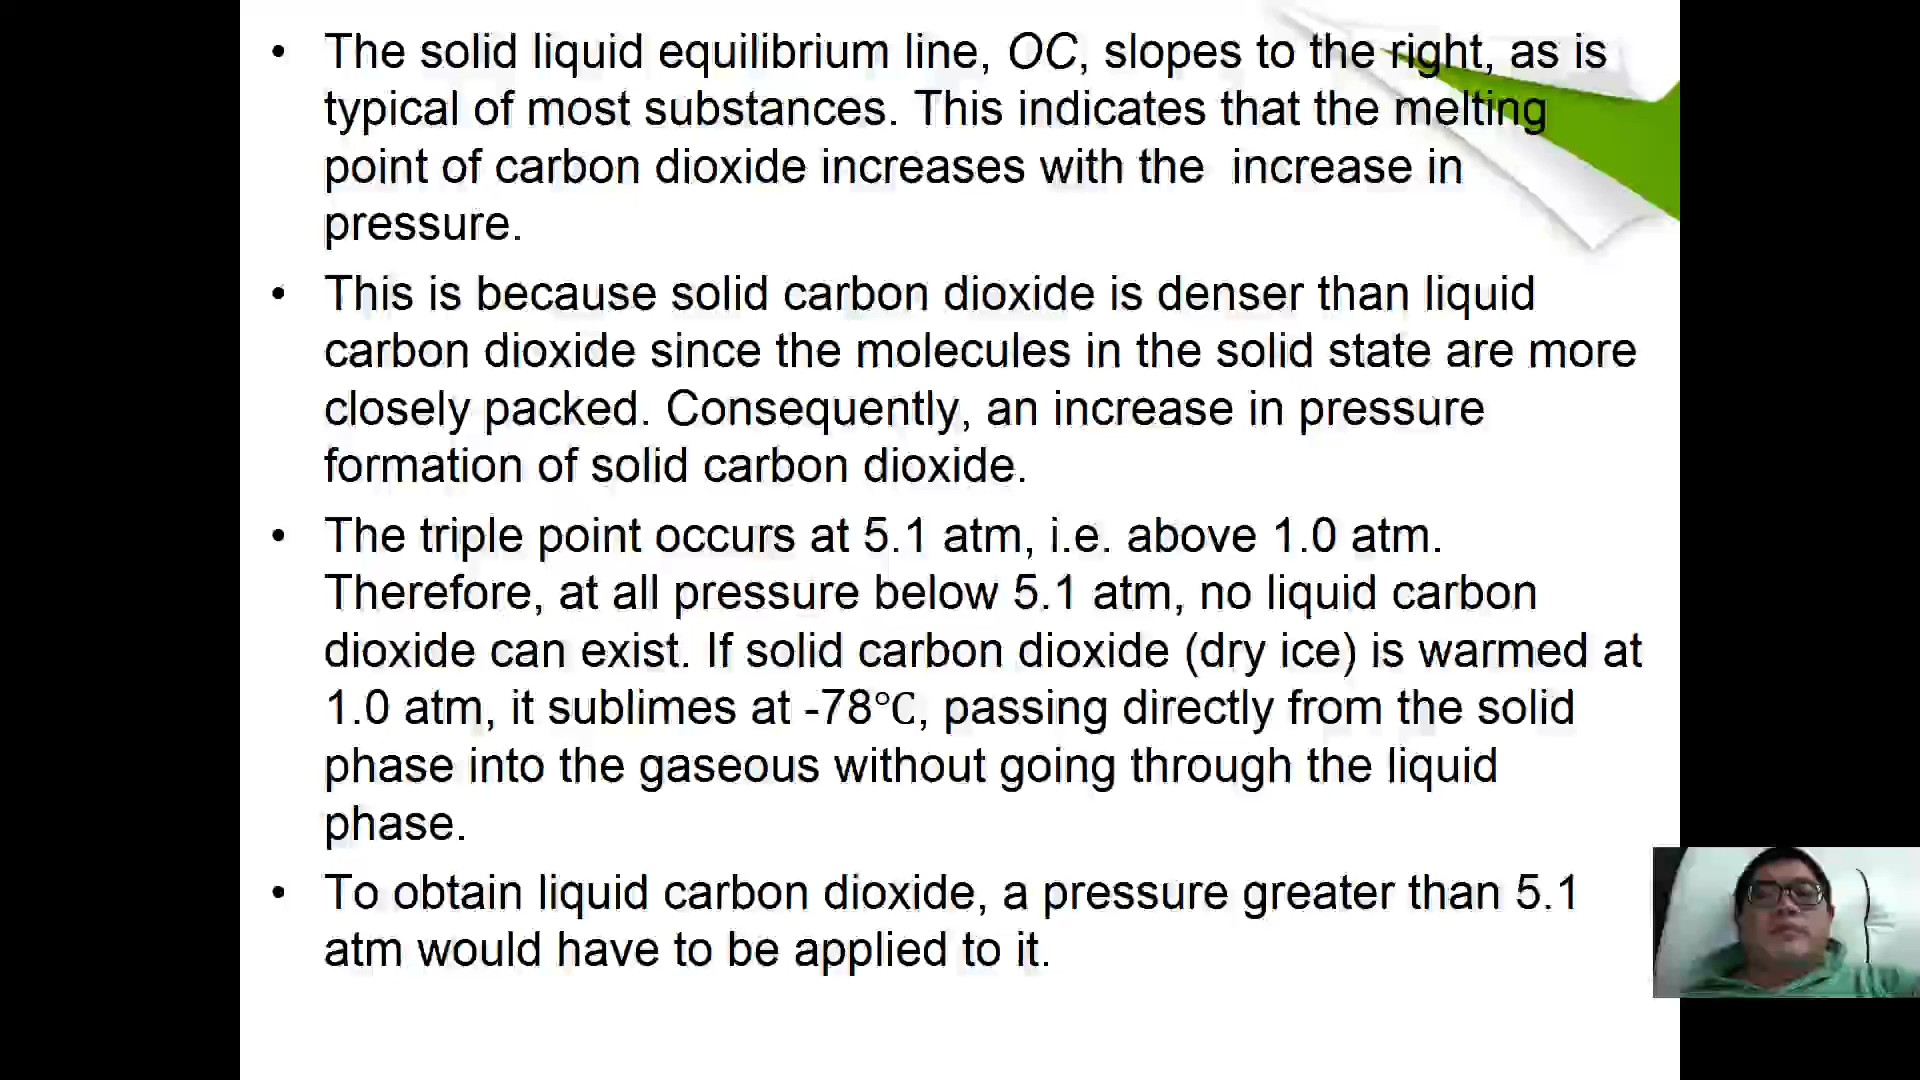 • The solid liquid equilibrium line, OC, slopes to the right, as is
typical of most substances. This indicates that the melting
point of carbon dioxide increases with the increase in
pressure.
• This is because solid carbon dioxide is denser than liquid
carbon dioxide since the molecules in the solid state are more
closely packed. Consequently, an increase in pressure
formation of solid carbon dioxide.
• The triple point occurs at 5.1 atm, i.e. above 1.0 atm.
Therefore, at all pressure below 5.1 atm, no liquid carbon
dioxide can exist. If solid carbon dioxide (dry ice) is warmed at
1.0 atm, it sublimes at -78℃, passing directly from the solid
phase into the gaseous without going through the liquid
phase.
• To obtain liquid carbon dioxide, a pressure greater than 5.1
atm would have to be applied to it.